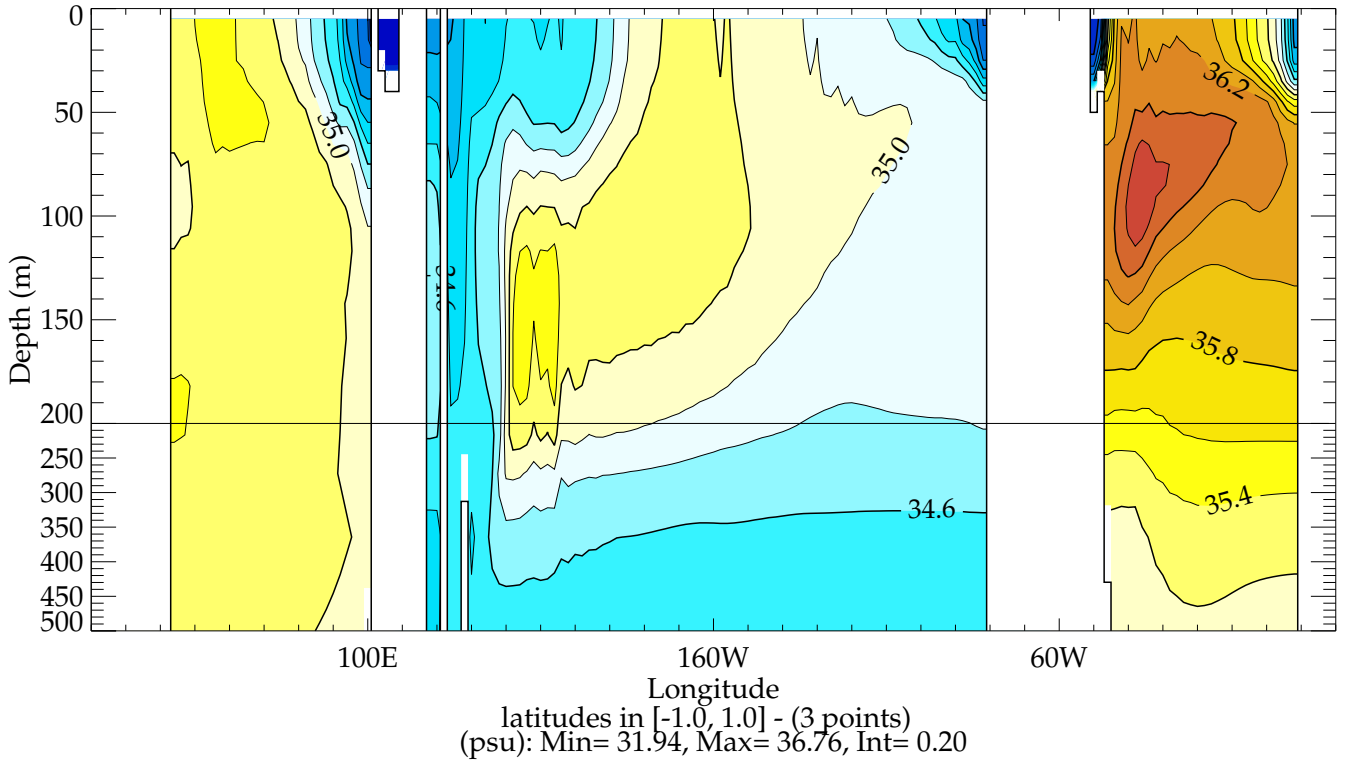 0
50
100
150
200
250
300
350
400
450
500
Depth (m)
35.0
34.6
35.0
34.6
36.2
35.8
35.4
100E
160W
60W
Longitude
latitudes in [-1.0, 1.0] - (3 points)
(psu): Min= 31.94, Max= 36.76, Int= 0.20